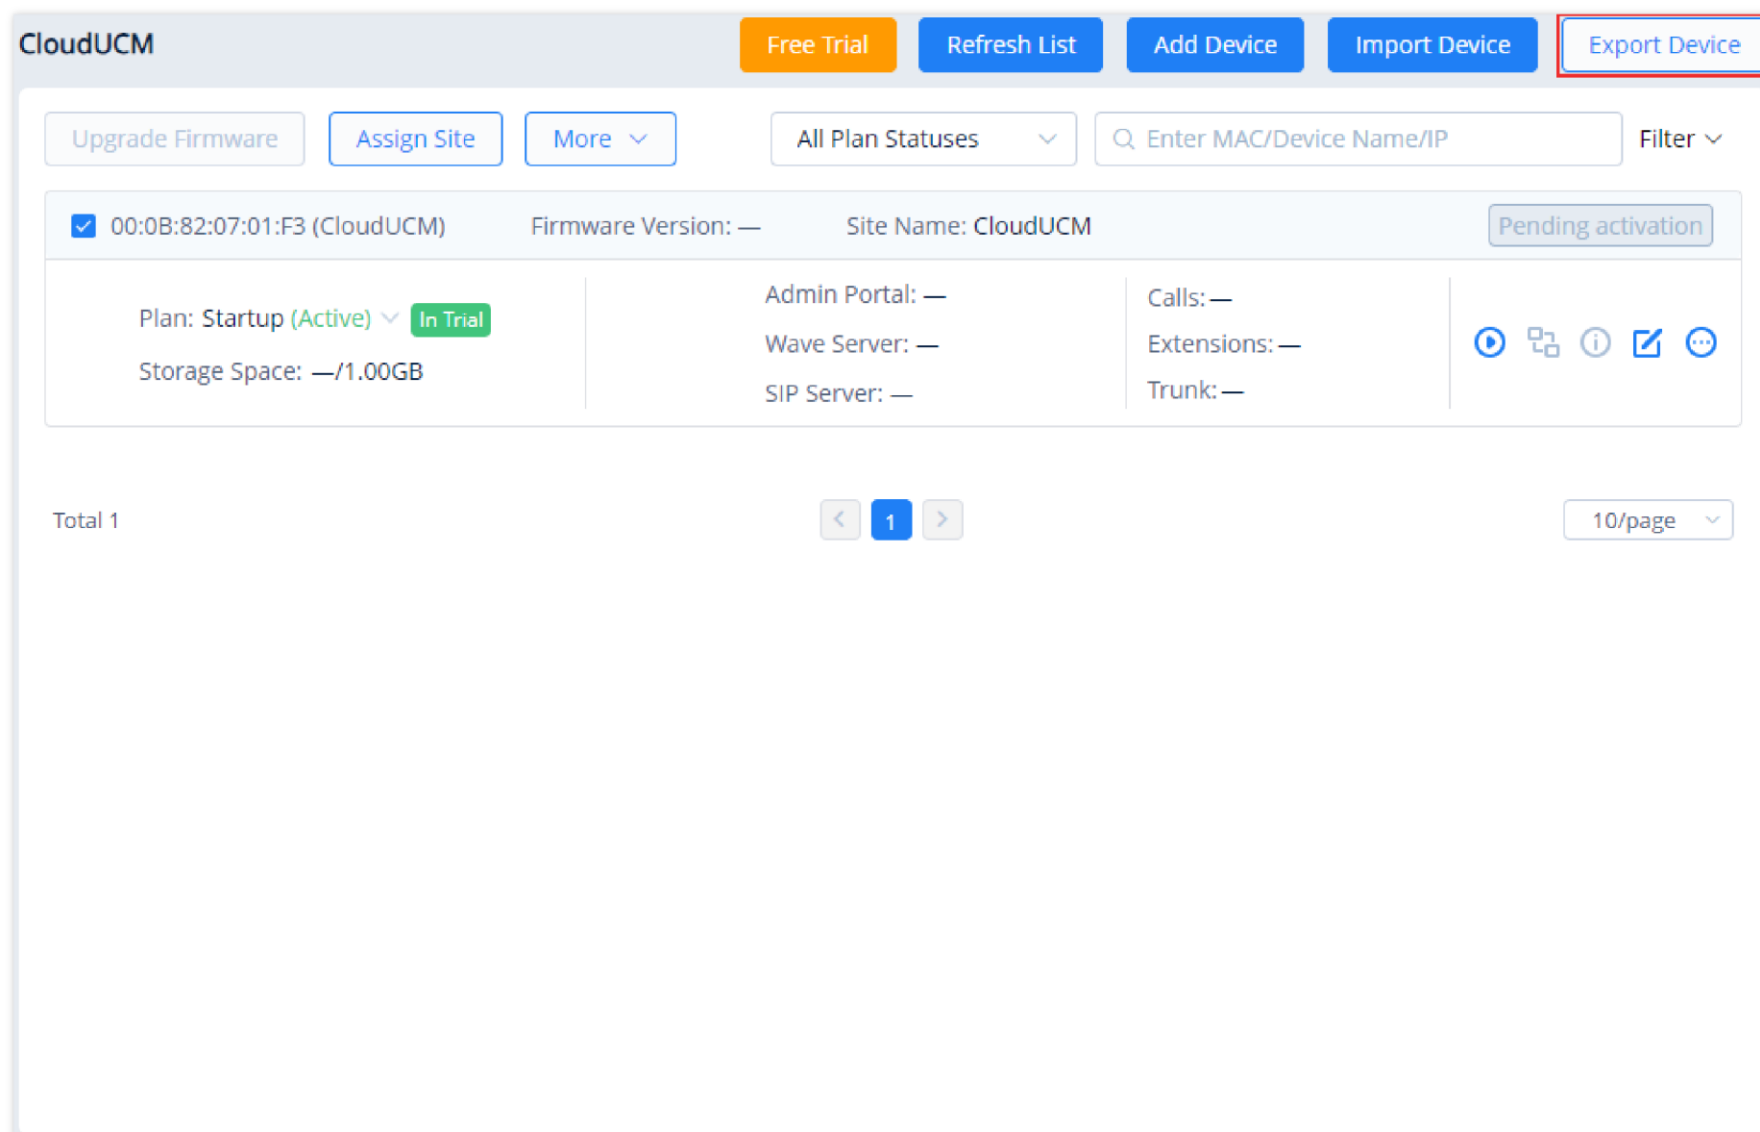 CloudUCM
Free Trial
Refresh List
Add Device
Import Device
Export Device
Upgrade Firmware
Assign Site
More
All Plan Statuses
Enter MAC/Device Name/IP
Filter
00:0B:82:07:01:F3 (CloudUCM)
Firmware Version: —
Site Name: CloudUCM
Pending activation
Plan: Startup (Active)
In Trial
Storage Space: —/1.00GB
Admin Portal: —
Wave Server: —
SIP Server: —
Calls: —
Extensions: —
Trunk: —
Total 1
1
10/page